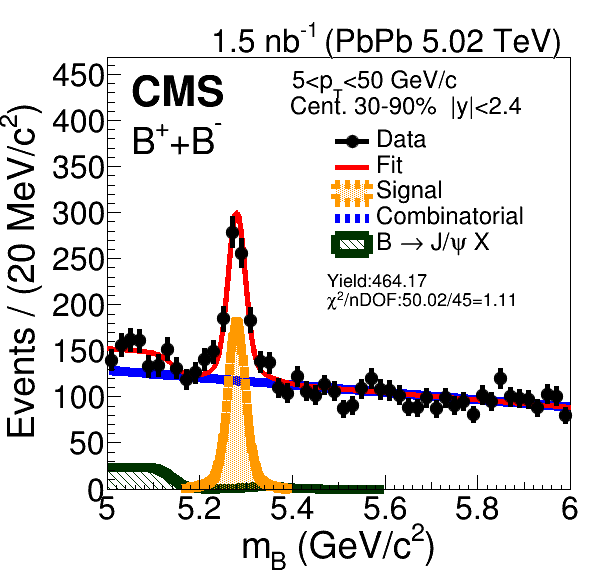 1.5 nb⁻¹ (PbPb 5.02 TeV)
CMS
B⁺+B⁻
5<p_T<50 GeV/c
Cent. 30-90% |y|<2.4
Data
Fit
Signal
Combinatorial
B → J/ψ X
Yield:464.17
χ²/nDOF:50.02/45=1.11
Events / (20 MeV/c²)
450
400
350
300
250
200
150
100
50
0
5 5.2 5.4 5.6 5.8 6
m_B (GeV/c²)